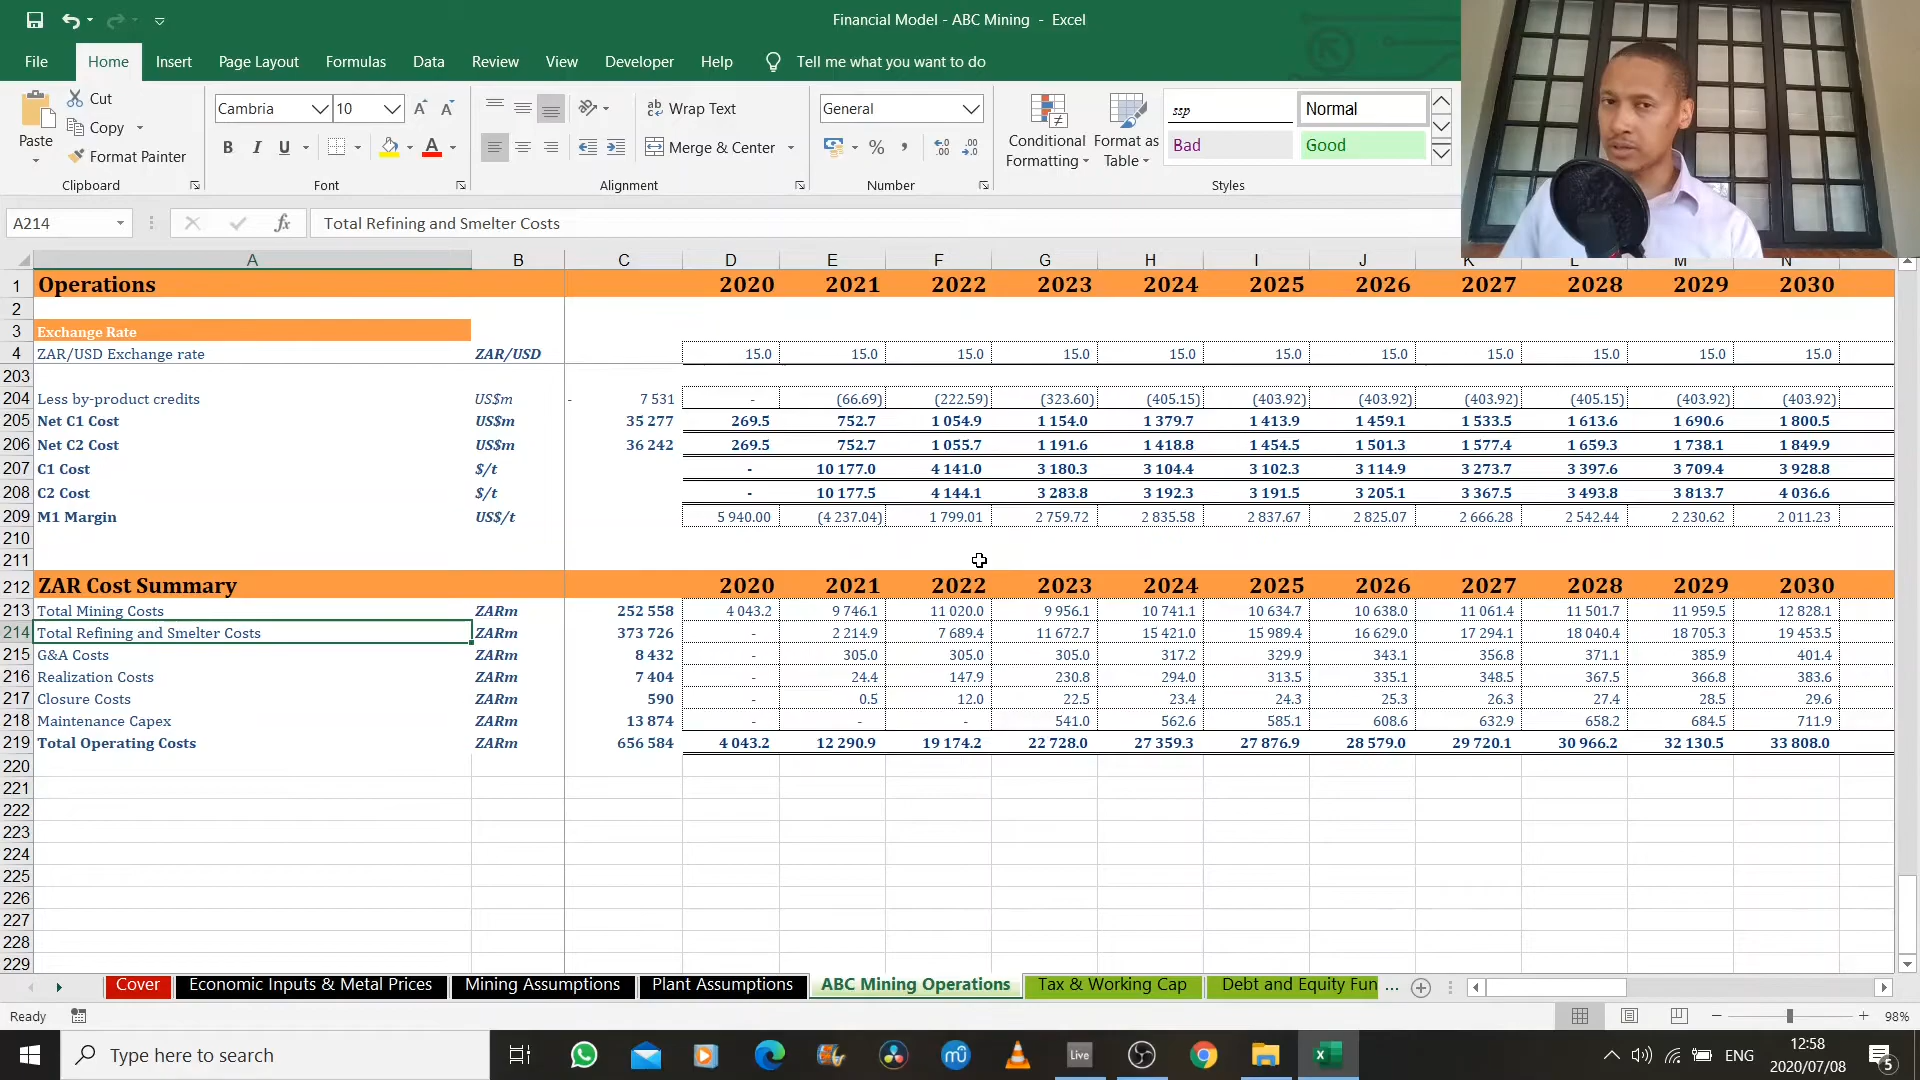 Financial Model - ABC Mining - Excel
File Home Insert Page Layout Formulas Data Review View Developer Help Tell me what you want to do
Paste Cut Copy Format Painter Clipboard
Cambria 10 B I U A Font
Wrap Text Merge & Center Alignment
General % Number
Conditional Formatting Format as Table
ssp Normal Bad Good Styles
A214 fx Total Refining and Smelter Costs
A B C D E F G H I J K L M N
1 Operations 2020 2021 2022 2023 2024 2025 2026 2027 2028 2029 2030
2
3 Exchange Rate
4 ZAR/USD Exchange rate ZAR/USD 15.0 15.0 15.0 15.0 15.0 15.0 15.0 15.0 15.0 15.0 15.0
203
204 Less by-product credits US$m - 7 531 - (66.69) (222.59) (323.60) (405.15) (403.92) (403.92) (403.92) (405.15) (403.92) (403.92)
205 Net C1 Cost US$m 35 277 269.5 752.7 1 054.9 1 154.0 1 379.7 1 413.9 1 459.1 1 533.5 1 613.6 1 690.6 1 800.5
206 Net C2 Cost US$m 36 242 269.5 752.7 1 055.7 1 191.6 1 418.8 1 454.5 1 501.3 1 577.4 1 659.3 1 738.1 1 849.9
207 C1 Cost $/t - 10 177.0 4 141.0 3 180.3 3 104.4 3 102.3 3 114.9 3 273.7 3 397.6 3 709.4 3 928.8
208 C2 Cost $/t - 10 177.5 4 144.1 3 283.8 3 192.3 3 191.5 3 205.1 3 367.5 3 493.8 3 813.7 4 036.6
209 M1 Margin US$/t 5 940.00 (4 237.04) 1 799.01 2 759.72 2 835.58 2 837.67 2 825.07 2 666.28 2 542.44 2 230.62 2 011.23
210
211
212 ZAR Cost Summary 2020 2021 2022 2023 2024 2025 2026 2027 2028 2029 2030
213 Total Mining Costs ZARm 252 558 4 043.2 9 746.1 11 020.0 9 956.1 10 741.1 10 634.7 10 638.0 11 061.4 11 501.7 11 959.5 12 828.1
214 Total Refining and Smelter Costs ZARm 373 726 - 2 214.9 7 689.4 11 672.7 15 421.0 15 989.4 16 629.0 17 294.1 18 040.4 18 705.3 19 453.5
215 G&A Costs ZARm 8 432 - 305.0 305.0 305.0 317.2 329.9 343.1 356.8 371.1 385.9 401.4
216 Realization Costs ZARm 7 404 - 24.4 147.9 230.8 294.0 313.5 335.1 348.5 367.5 366.8 383.6
217 Closure Costs ZARm 590 - 0.5 12.0 22.5 23.4 24.3 25.3 26.3 27.4 28.5 29.6
218 Maintenance Capex ZARm 13 874 - - - 541.0 562.6 585.1 608.6 632.9 658.2 684.5 711.9
219 Total Operating Costs ZARm 656 584 4 043.2 12 290.9 19 174.2 22 728.0 27 359.3 27 876.9 28 579.0 29 720.1 30 966.2 32 130.5 33 808.0
220
221
222
223
224
225
226
227
228
229
Cover Economic Inputs & Metal Prices Mining Assumptions Plant Assumptions ABC Mining Operations Tax & Working Cap Debt and Equity Fun ...
Ready 98%
Type here to search Live ENG 12:58
2020/07/08 5